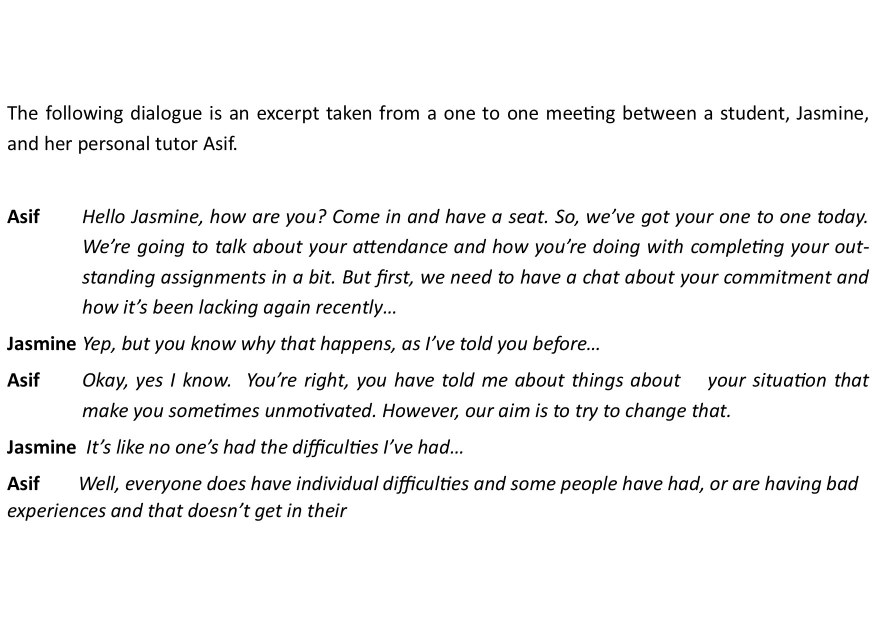 The following dialogue is an excerpt taken from a one to one meeting between a student, Jasmine,
and her personal tutor Asif.
Asif Hello Jasmine, how are you? Come in and have a seat. So, we’ve got your one to one today.
We’re going to talk about your attendance and how you’re doing with completing your out-
standing assignments in a bit. But first, we need to have a chat about your commitment and
how it’s been lacking again recently…
Jasmine Yep, but you know why that happens, as I’ve told you before…
Asif Okay, yes I know. You’re right, you have told me about things about your situation that
make you sometimes unmotivated. However, our aim is to try to change that.
Jasmine It’s like no one’s had the difficulties I’ve had…
Asif Well, everyone does have individual difficulties and some people have had, or are having bad
experiences and that doesn’t get in their